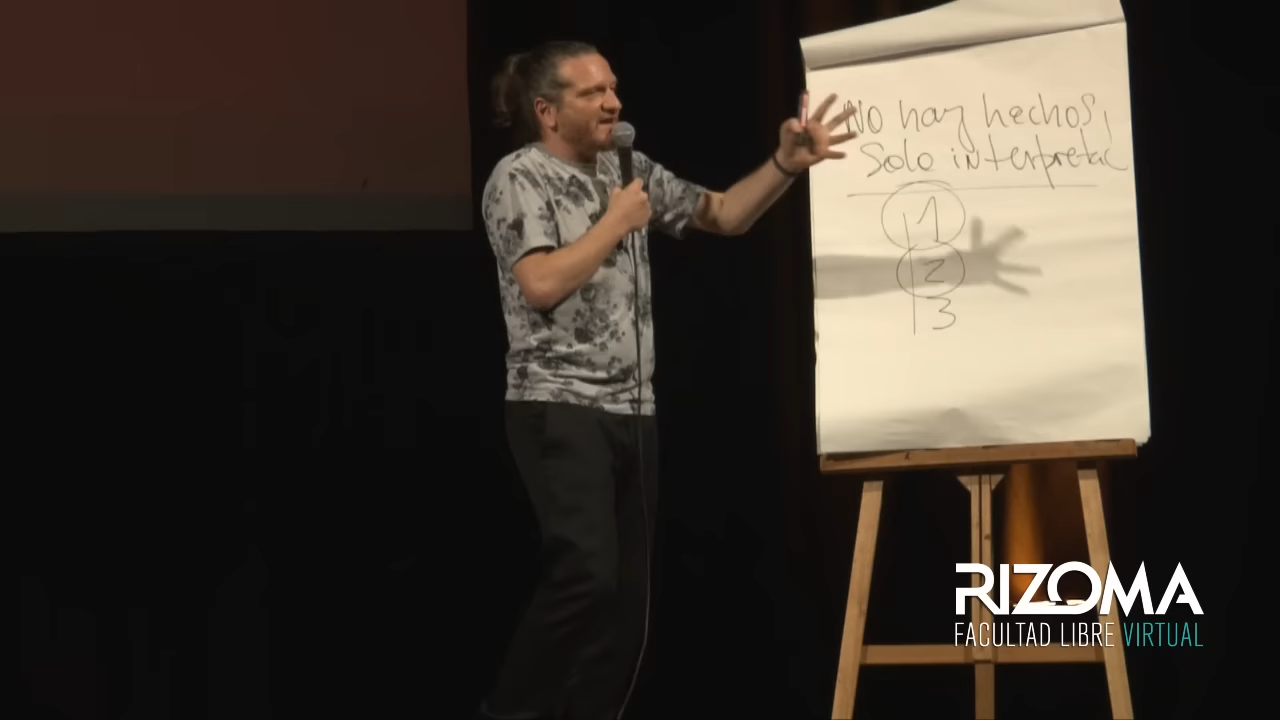 No hay hechos,
Solo interpretac
1
2
3
RIZOMA
FACULTAD LIBRE VIRTUAL